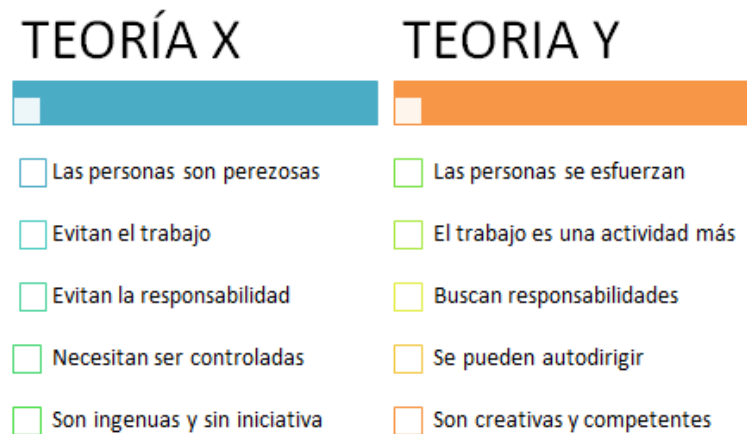 TEORÍA X
Las personas son perezosas
Evitan el trabajo
Evitan la responsabilidad
Necesitan ser controladas
Son ingenuas y sin iniciativa
TEORIA Y
Las personas se esfuerzan
El trabajo es una actividad más
Buscan responsabilidades
Se pueden autodirigir
Son creativas y competentes